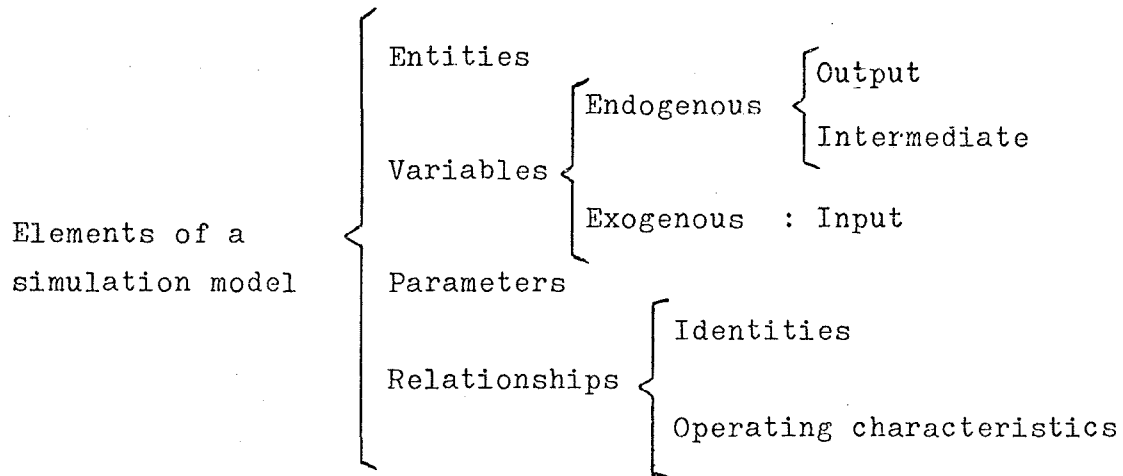 Entities
Output
Endogenous
Intermediate
Variables
Exogenous : Input
Elements of a
simulation model
Parameters
Identities
Relationships
Operating characteristics